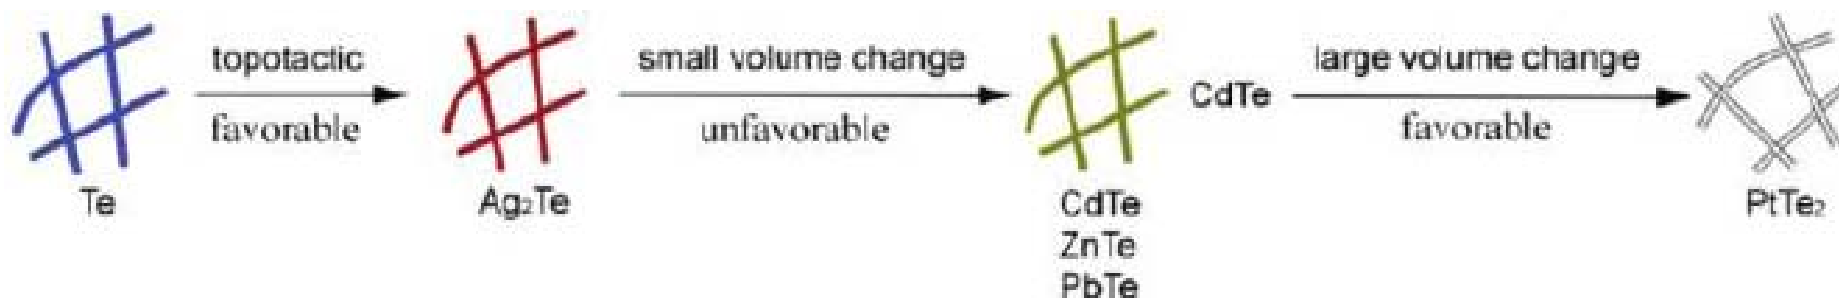 topotactic
favorable
Te
Ag₂Te
small volume change
unfavorable
CdTe
ZnTe
PbTe
CdTe
large volume change
favorable
PtTe₂